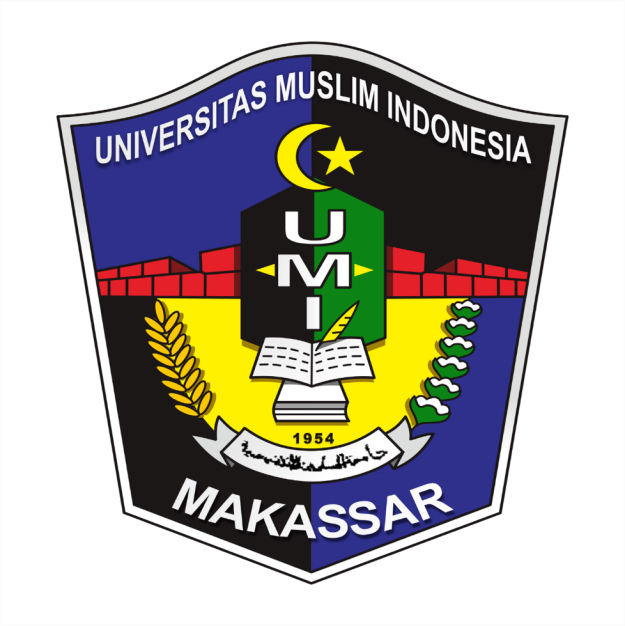 UNIVERSITAS MUSLIM INDONESIA
U
M
I
1954
MAKASSAR